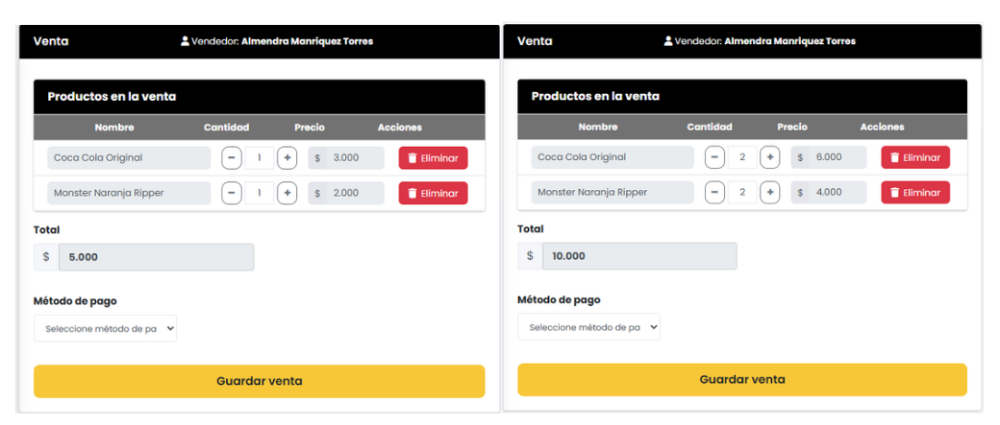 Venta
Vendedor: Almendra Manriquez Torres
Productos en la venta
Nombre Cantidad Precio Acciones
Coca Cola Original - 1 + $ 3.000 Eliminar
Monster Naranja Ripper - 1 + $ 2.000 Eliminar
Total
$ 5.000
Método de pago
Seleccione método de pa
Guardar venta
Venta
Vendedor: Almendra Manriquez Torres
Productos en la venta
Nombre Cantidad Precio Acciones
Coca Cola Original - 2 + $ 6.000 Eliminar
Monster Naranja Ripper - 2 + $ 4.000 Eliminar
Total
$ 10.000
Método de pago
Seleccione método de pa
Guardar venta